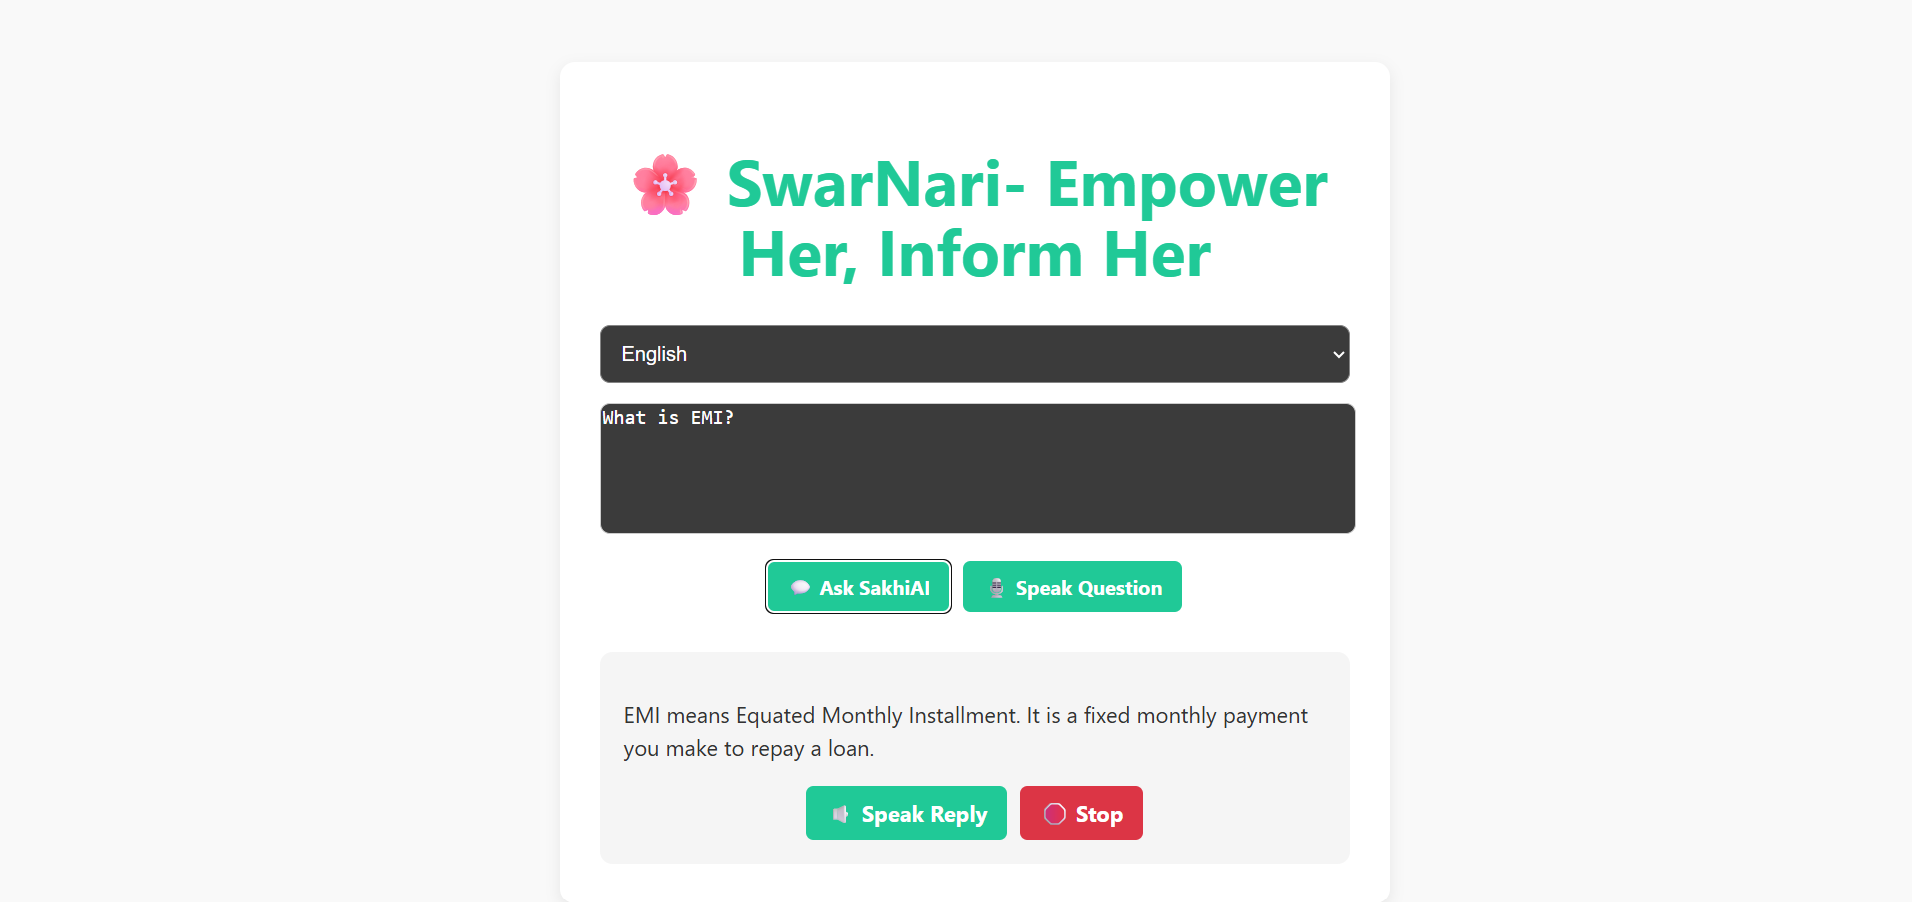 🌸 SwarNari- Empower
Her, Inform Her
English
What is EMI?
💬 Ask SakhiAI
🎙️ Speak Question
EMI means Equated Monthly Installment. It is a fixed monthly payment
you make to repay a loan.
🔈 Speak Reply
🛑 Stop